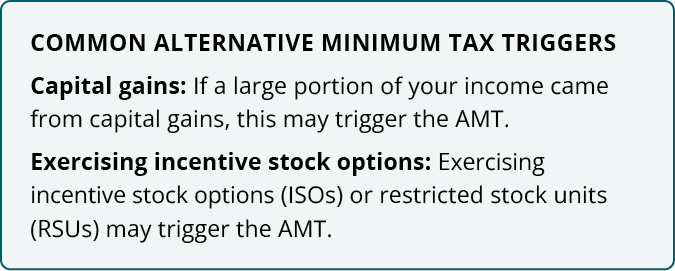 COMMON ALTERNATIVE MINIMUM TAX TRIGGERS
Capital gains: If a large portion of your income came
from capital gains, this may trigger the AMT.
Exercising incentive stock options: Exercising
incentive stock options (ISOs) or restricted stock units
(RSUs) may trigger the AMT.